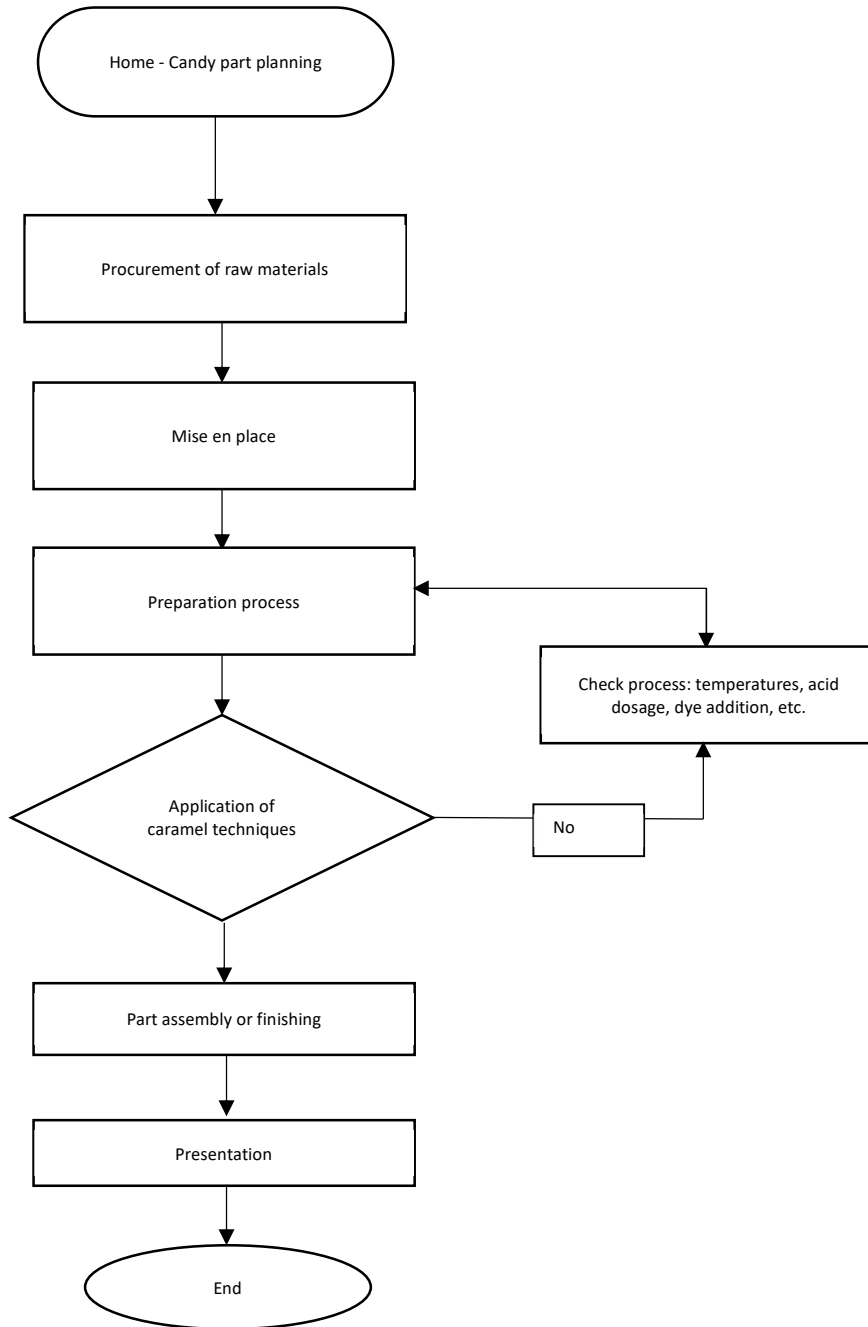 Home - Candy part planning
Procurement of raw materials
Mise en place
Preparation process
Check process: temperatures, acid
dosage, dye addition, etc.
Application of
caramel techniques
No
Part assembly or finishing
Presentation
End